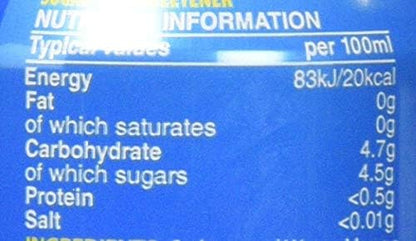 SWEETENER
INFORMATION
Typical values per 100ml
Energy 83kJ/20kcal
Fat 0g
of which saturates 0g
Carbohydrate 4.7g
of which sugars 4.5g
Protein <0.5g
Salt <0.01g